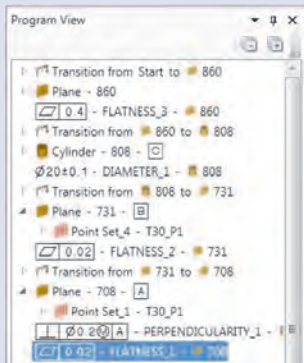 Program View
Transition from Start to 860
Plane - 860
0.4 - FLATNESS_3 - 860
Transition from 860 to 808
Cylinder - 808 - C
Ø20±0.1 - DIAMETER_1 - 808
Transition from 808 to 731
Plane - 731 - B
Point Set_4 - T30_P1
0.02 - FLATNESS_2 - 731
Transition from 731 to 708
Plane - 708 - A
Point Set_1 - T30_P1
⊥ Ø0.2Ⓜ A - PERPENDICULARITY_1 -
0.02 - FLATNESS_1 - 708